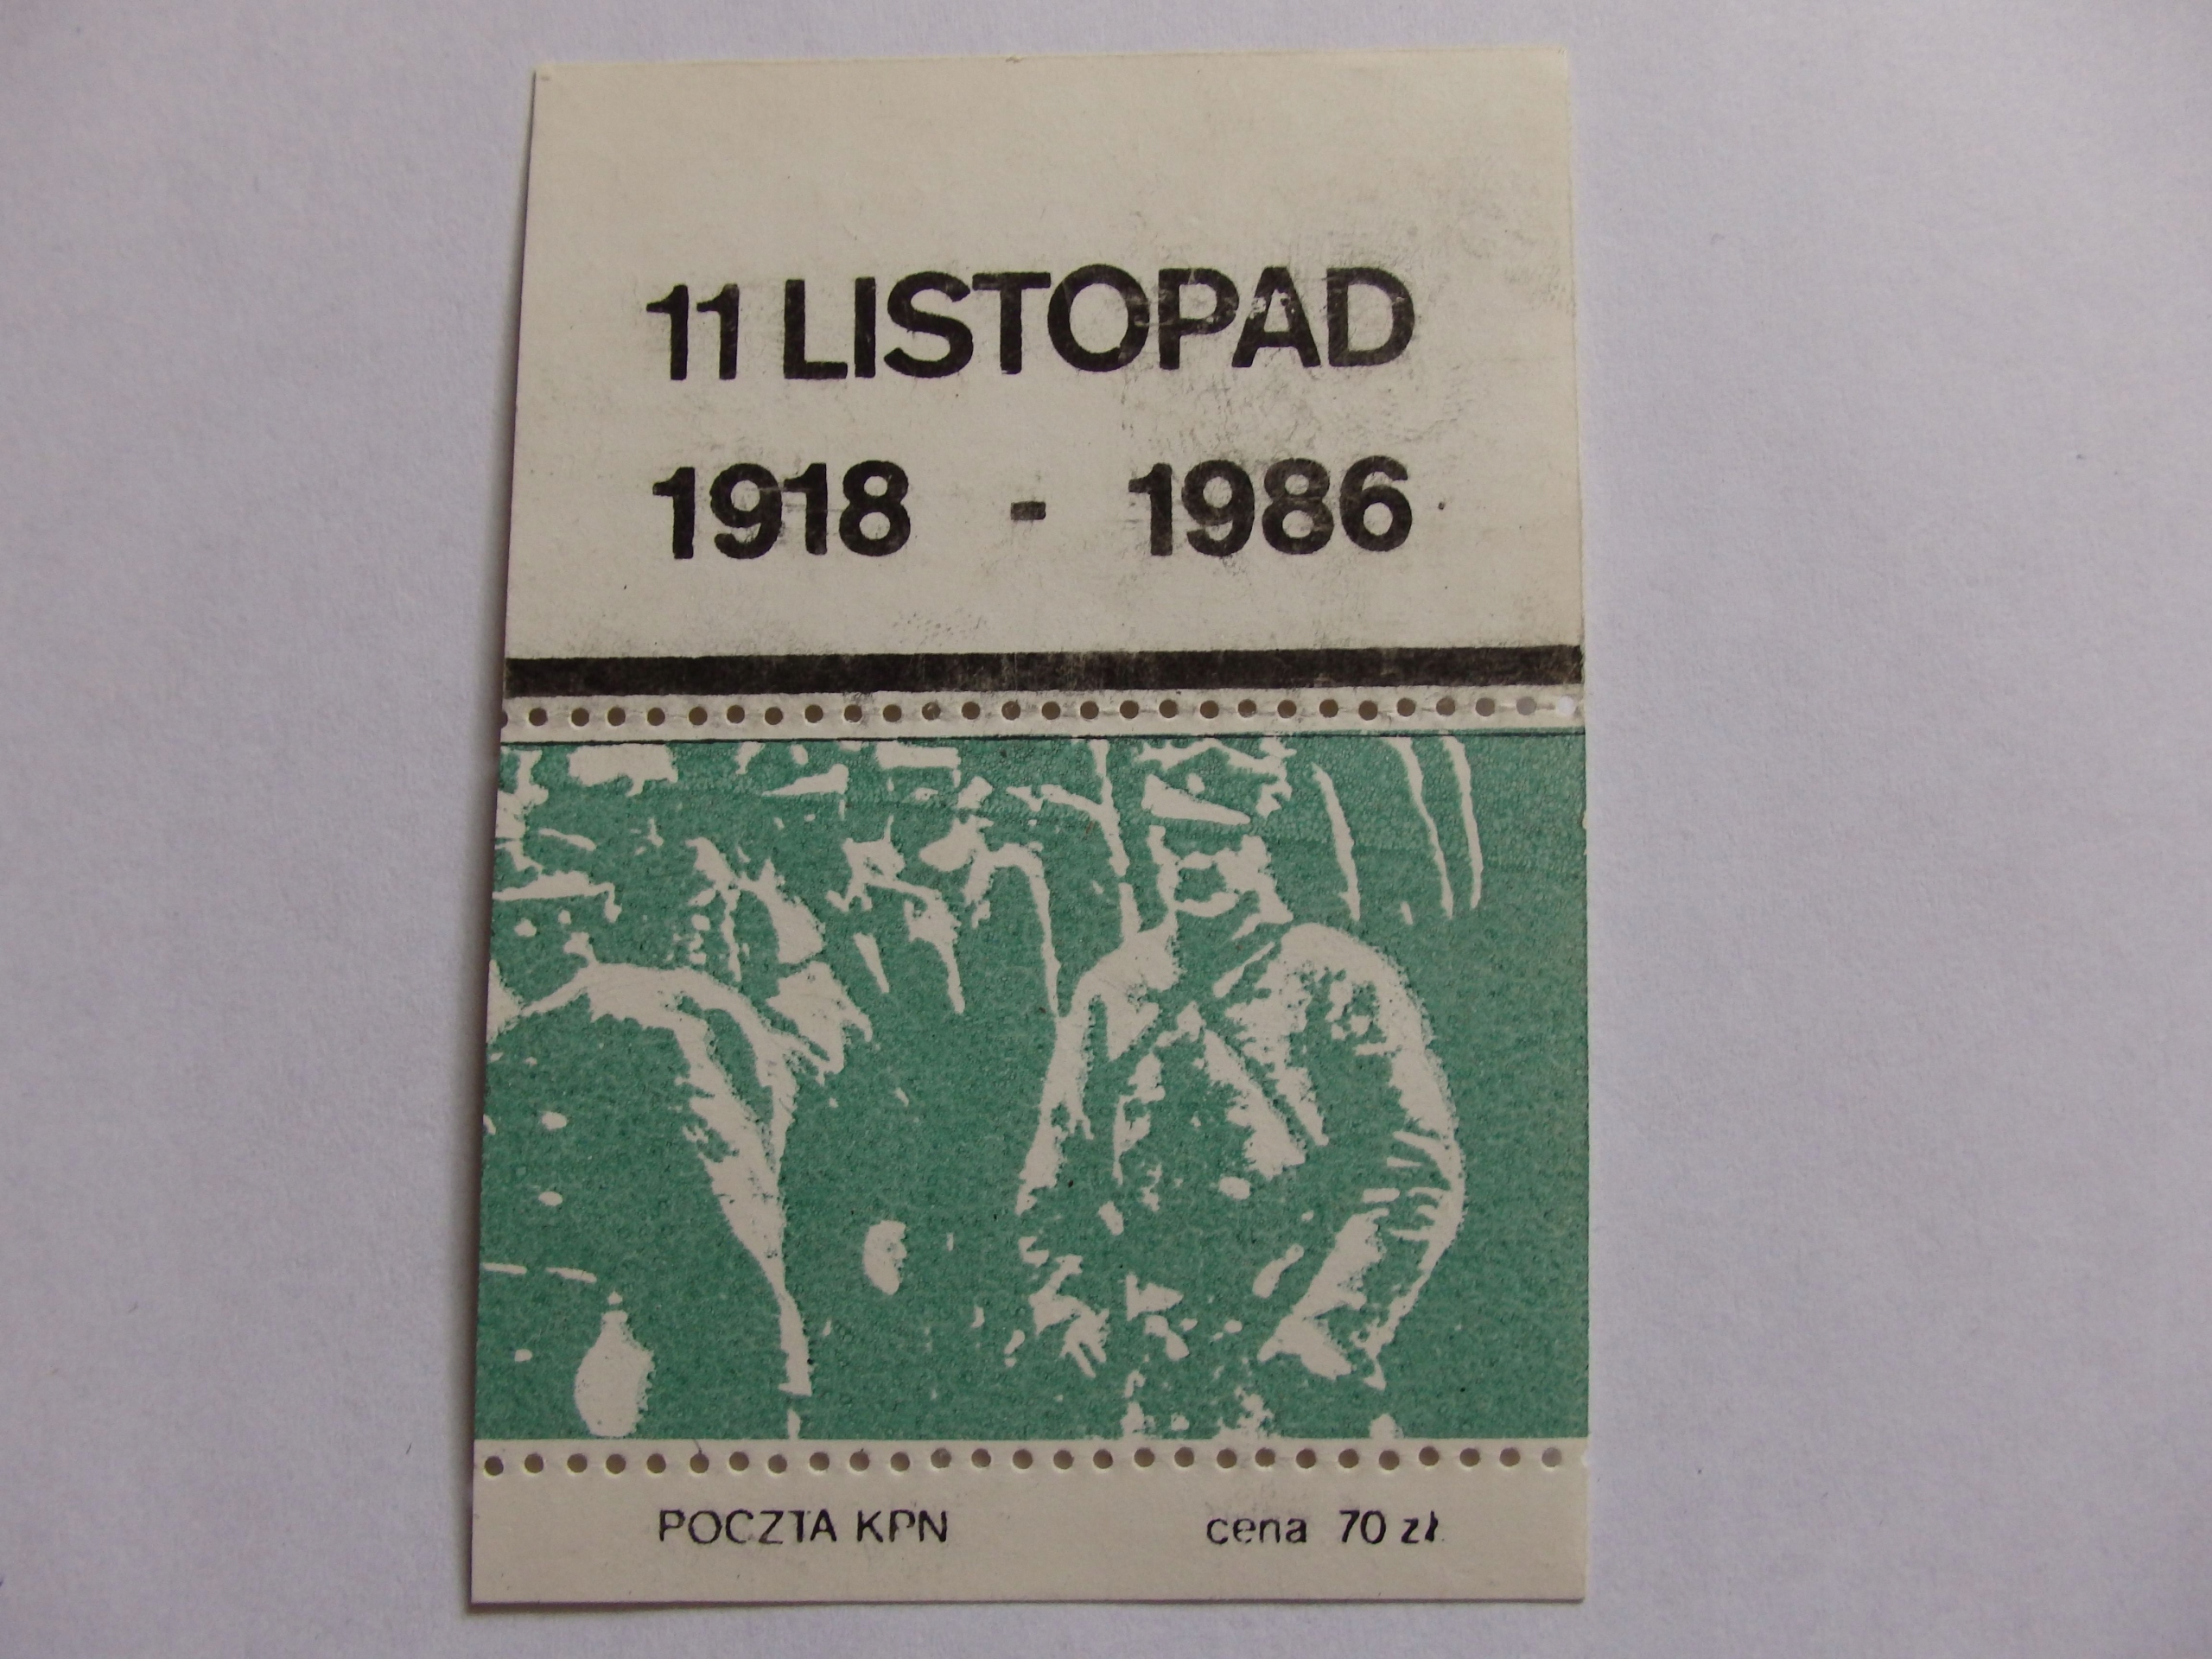 11 LISTOPAD
1918 - 1986
POCZTA KPN cena 70 zł